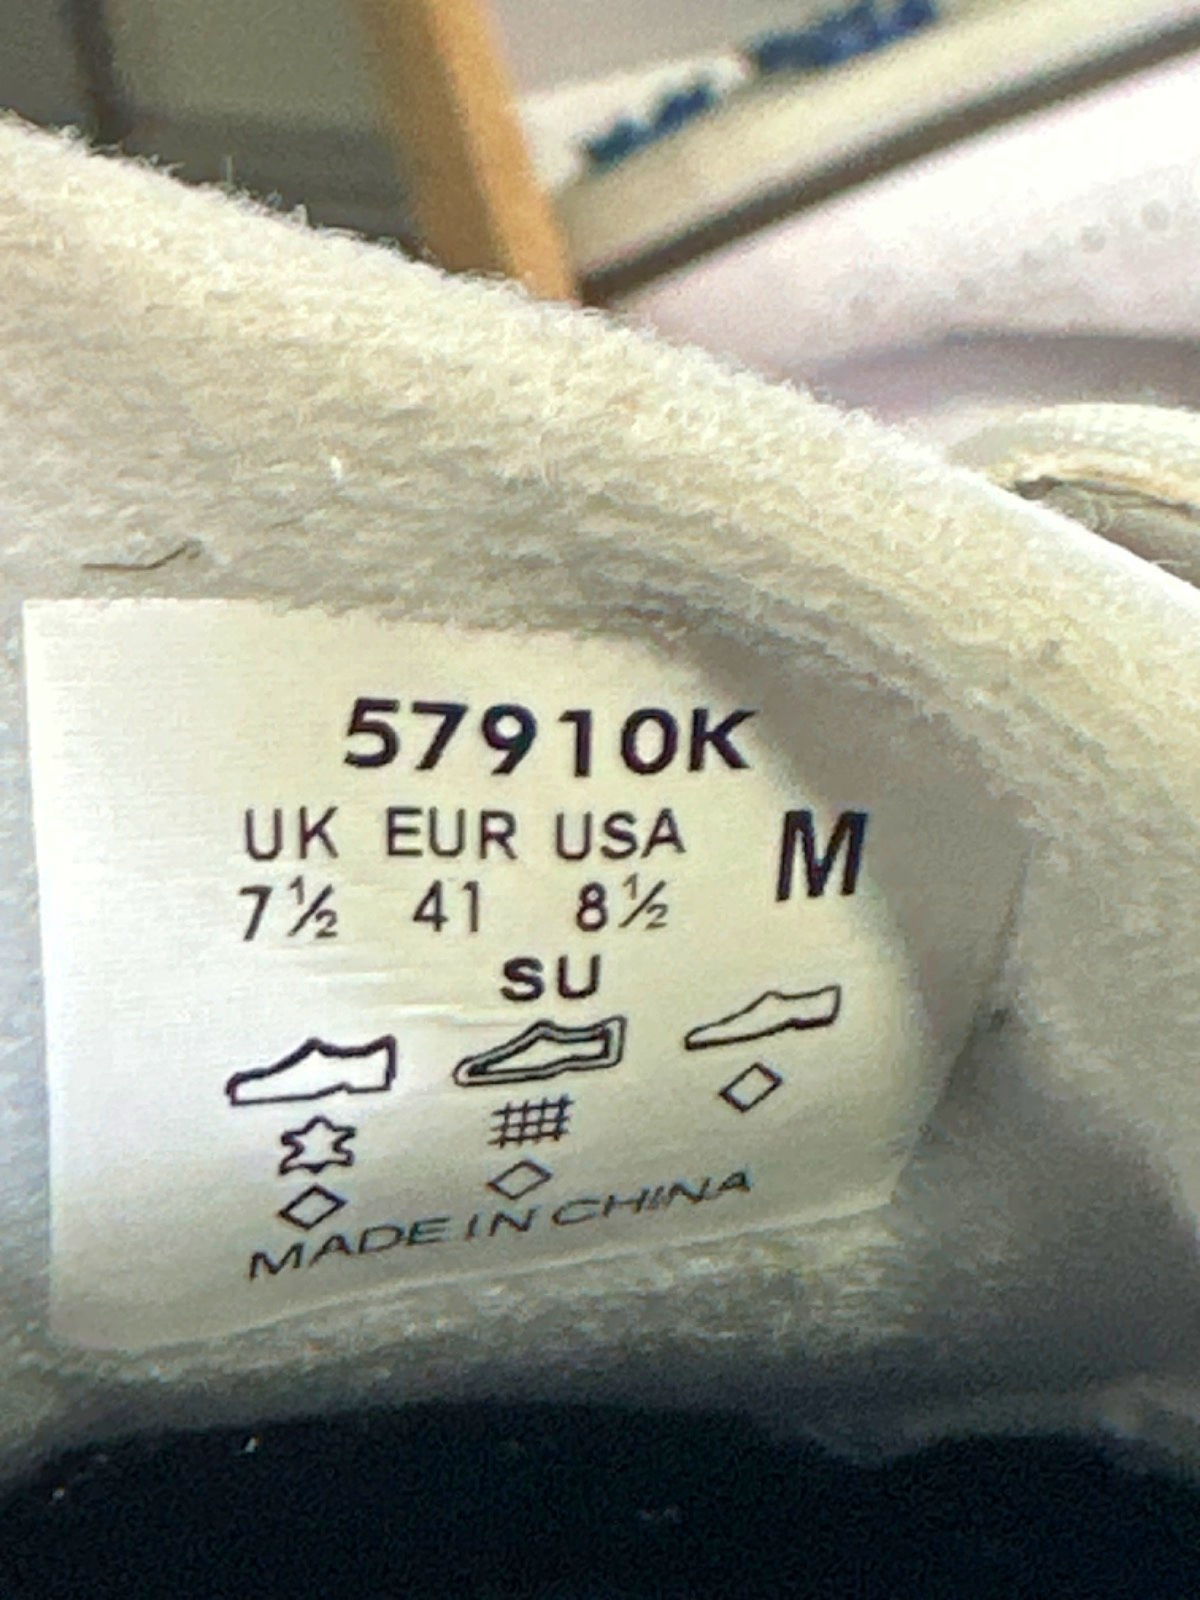 57910K
UK EUR USA M
7½ 41 8½
SU
MADE IN CHINA